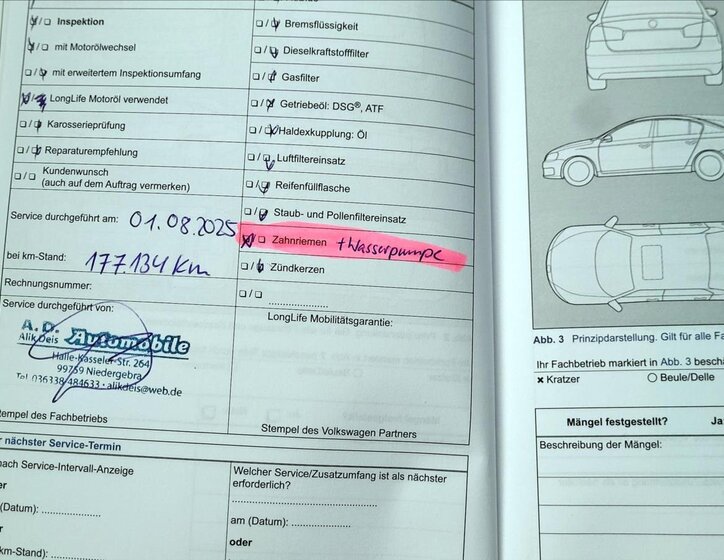 Inspektion
mit Motorölwechsel
mit erweitertem Inspektionsumfang
LongLife Motoröl verwendet
Karosserieprüfung
Reparaturempfehlung
Kundenwunsch
(auch auf dem Auftrag vermerken)
Service durchgeführt am: 01.08.2025
bei km-Stand: 177.134 Km
Rechnungsnummer:
Service durchgeführt von:
A. D. Automobile
Alik Deis
Halle-Kasseler-Str. 264
99759 Niedergebra
Tel. 036338/484633 · alikdeis@web.de
Stempel des Fachbetriebs
Bremsflüssigkeit
Dieselkraftstofffilter
Gasfilter
Getriebeöl: DSG®, ATF
Haldexkupplung: Öl
Luftfiltereinsatz
Reifenfüllflasche
Staub- und Pollenfiltereinsatz
Zahnriemen +Wasserpumpe
Zündkerzen
LongLife Mobilitätsgarantie:
Stempel des Volkswagen Partners
r nächster Service-Termin
nach Service-Intervall-Anzeige
er
(Datum):
r
km-Stand):
Welcher Service/Zusatzumfang ist als nächster
erforderlich?
am (Datum):
oder
Abb. 3 Prinzipdarstellung. Gilt für alle Fa
Ihr Fachbetrieb markiert in Abb. 3 beschä
× Kratzer ○ Beule/Delle
Mängel festgestellt? Ja
Beschreibung der Mängel: